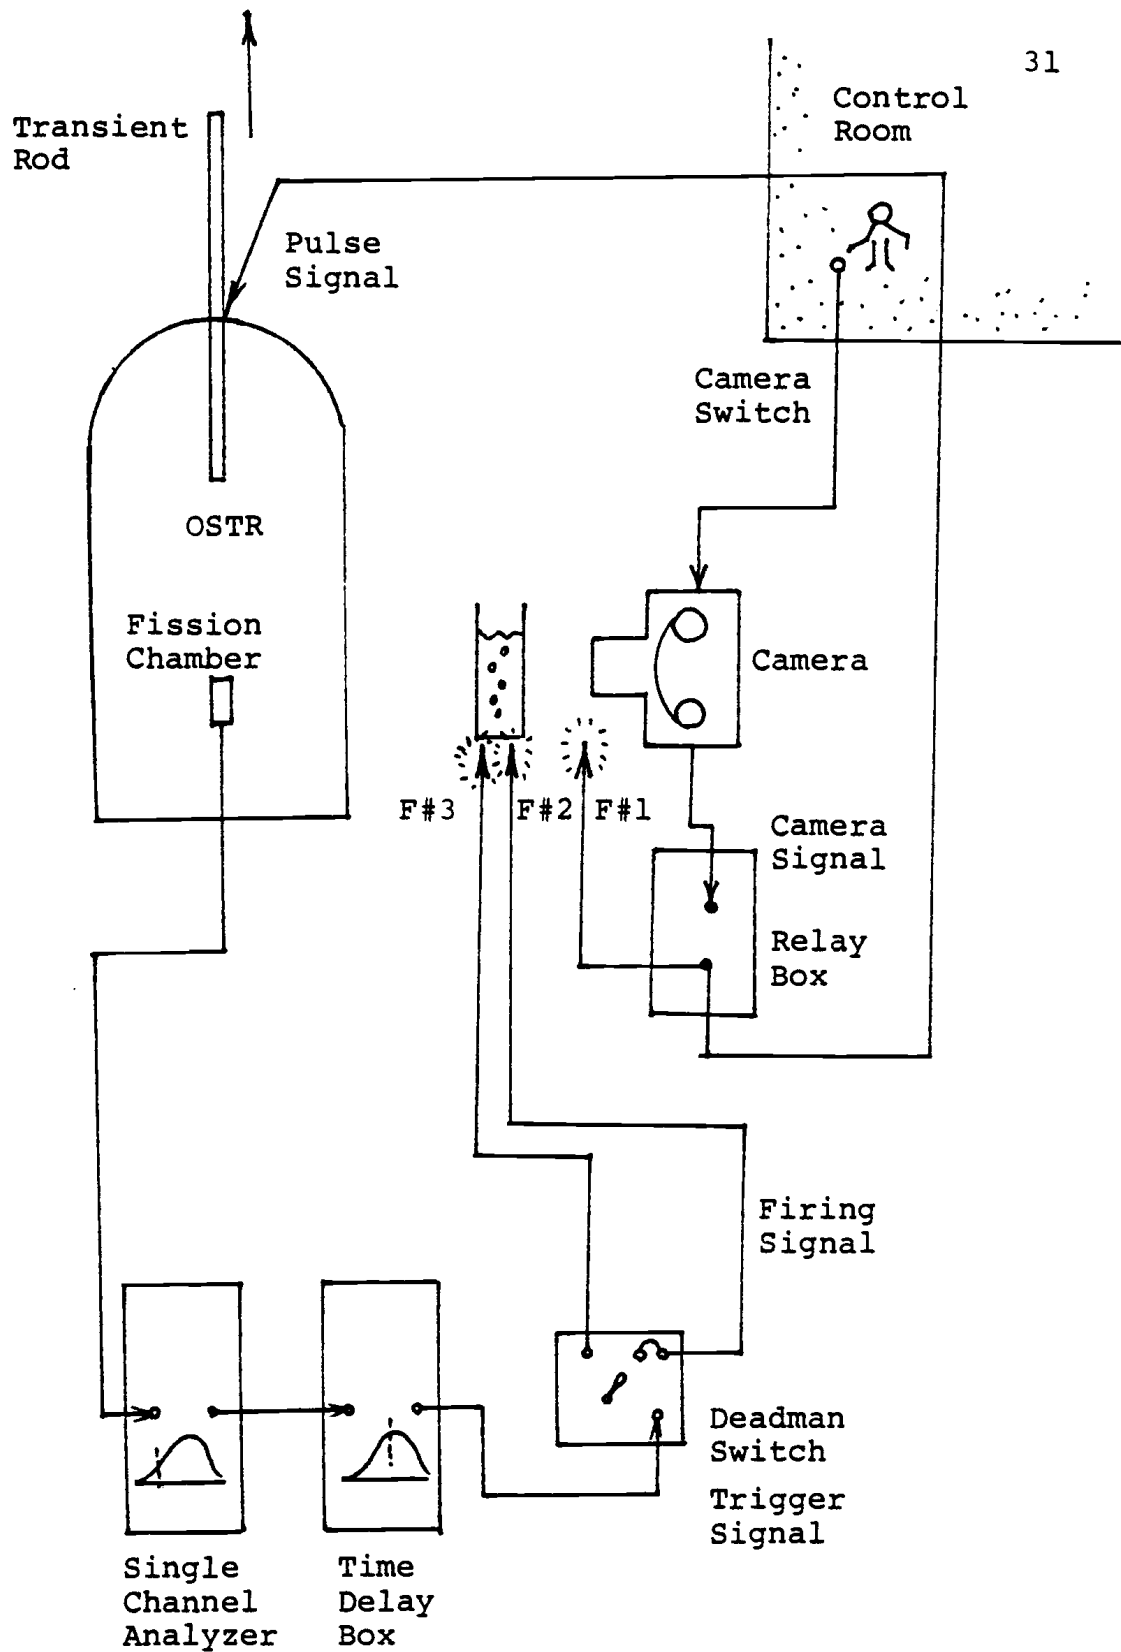 31
Control
Room
Transient
Rod
Pulse
Signal
Camera
Switch
OSTR
Fission
Chamber
Camera
F#3
F#2
F#1
Camera
Signal
Relay
Box
Firing
Signal
Deadman
Switch
Trigger
Signal
Single
Channel
Analyzer
Time
Delay
Box